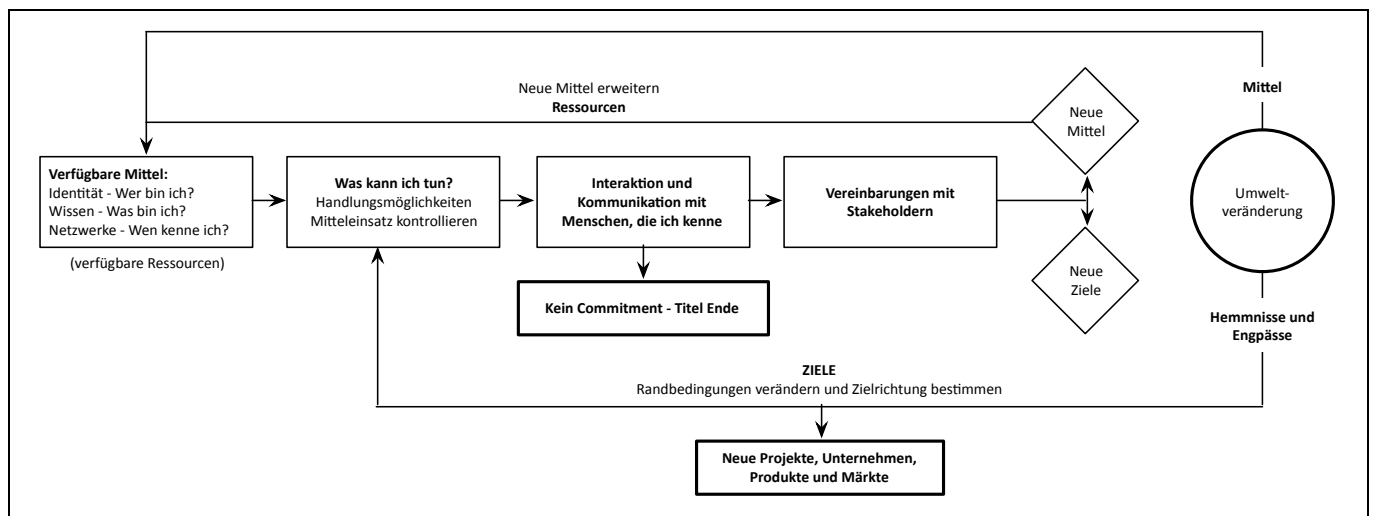 Neue Mittel erweitern
Ressourcen
Neue
Mittel
Mittel
Verfügbare Mittel:
Identität - Wer bin ich?
Wissen - Was bin ich?
Netzwerke - Wen kenne ich?
(verfügbare Ressourcen)
Was kann ich tun?
Handlungsmöglichkeiten
Mitteleinsatz kontrollieren
Interaktion und
Kommunikation mit
Menschen, die ich kenne
Vereinbarungen mit
Stakeholdern
Umwelt-
veränderung
Neue
Ziele
Kein Commitment - Titel Ende
Hemmnisse und
Engpässe
ZIELE
Randbedingungen verändern und Zielrichtung bestimmen
Neue Projekte, Unternehmen,
Produkte und Märkte